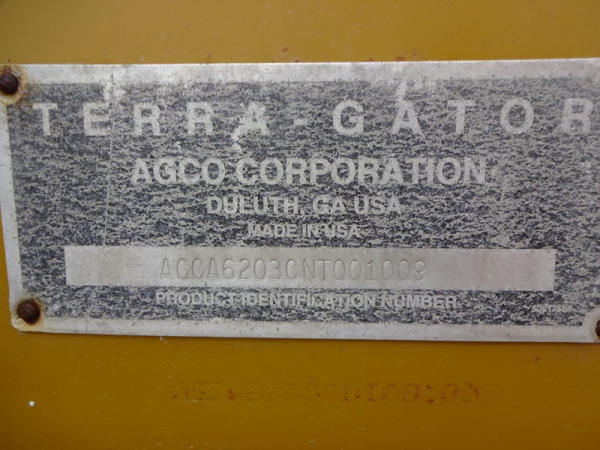 TERRA-GATOR
AGCO CORPORATION
DULUTH, GA USA
MADE IN USA
AGCA6203CNT001009
PRODUCT IDENTIFICATION NUMBER